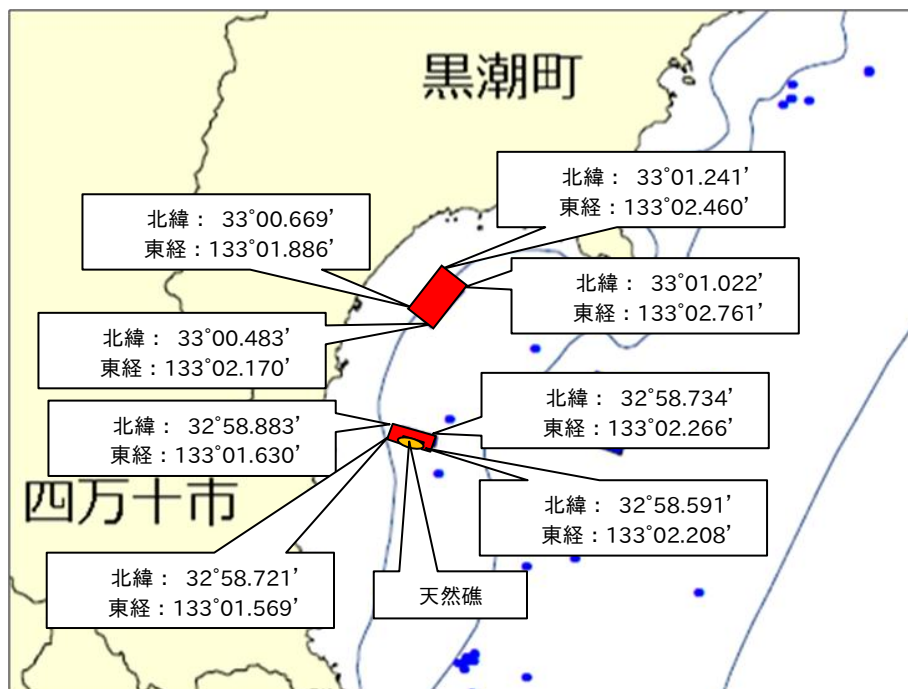 黒潮町
北緯： 33°01.241’
東経：133°02.460’
北緯： 33°00.669’
東経：133°01.886’
北緯： 33°01.022’
東経：133°02.761’
北緯： 33°00.483’
東経：133°02.170’
北緯： 32°58.734’
東経：133°02.266’
北緯： 32°58.883’
東経：133°01.630’
四万十市
北緯： 32°58.591’
東経：133°02.208’
北緯： 32°58.721’
東経：133°01.569’
天然礁